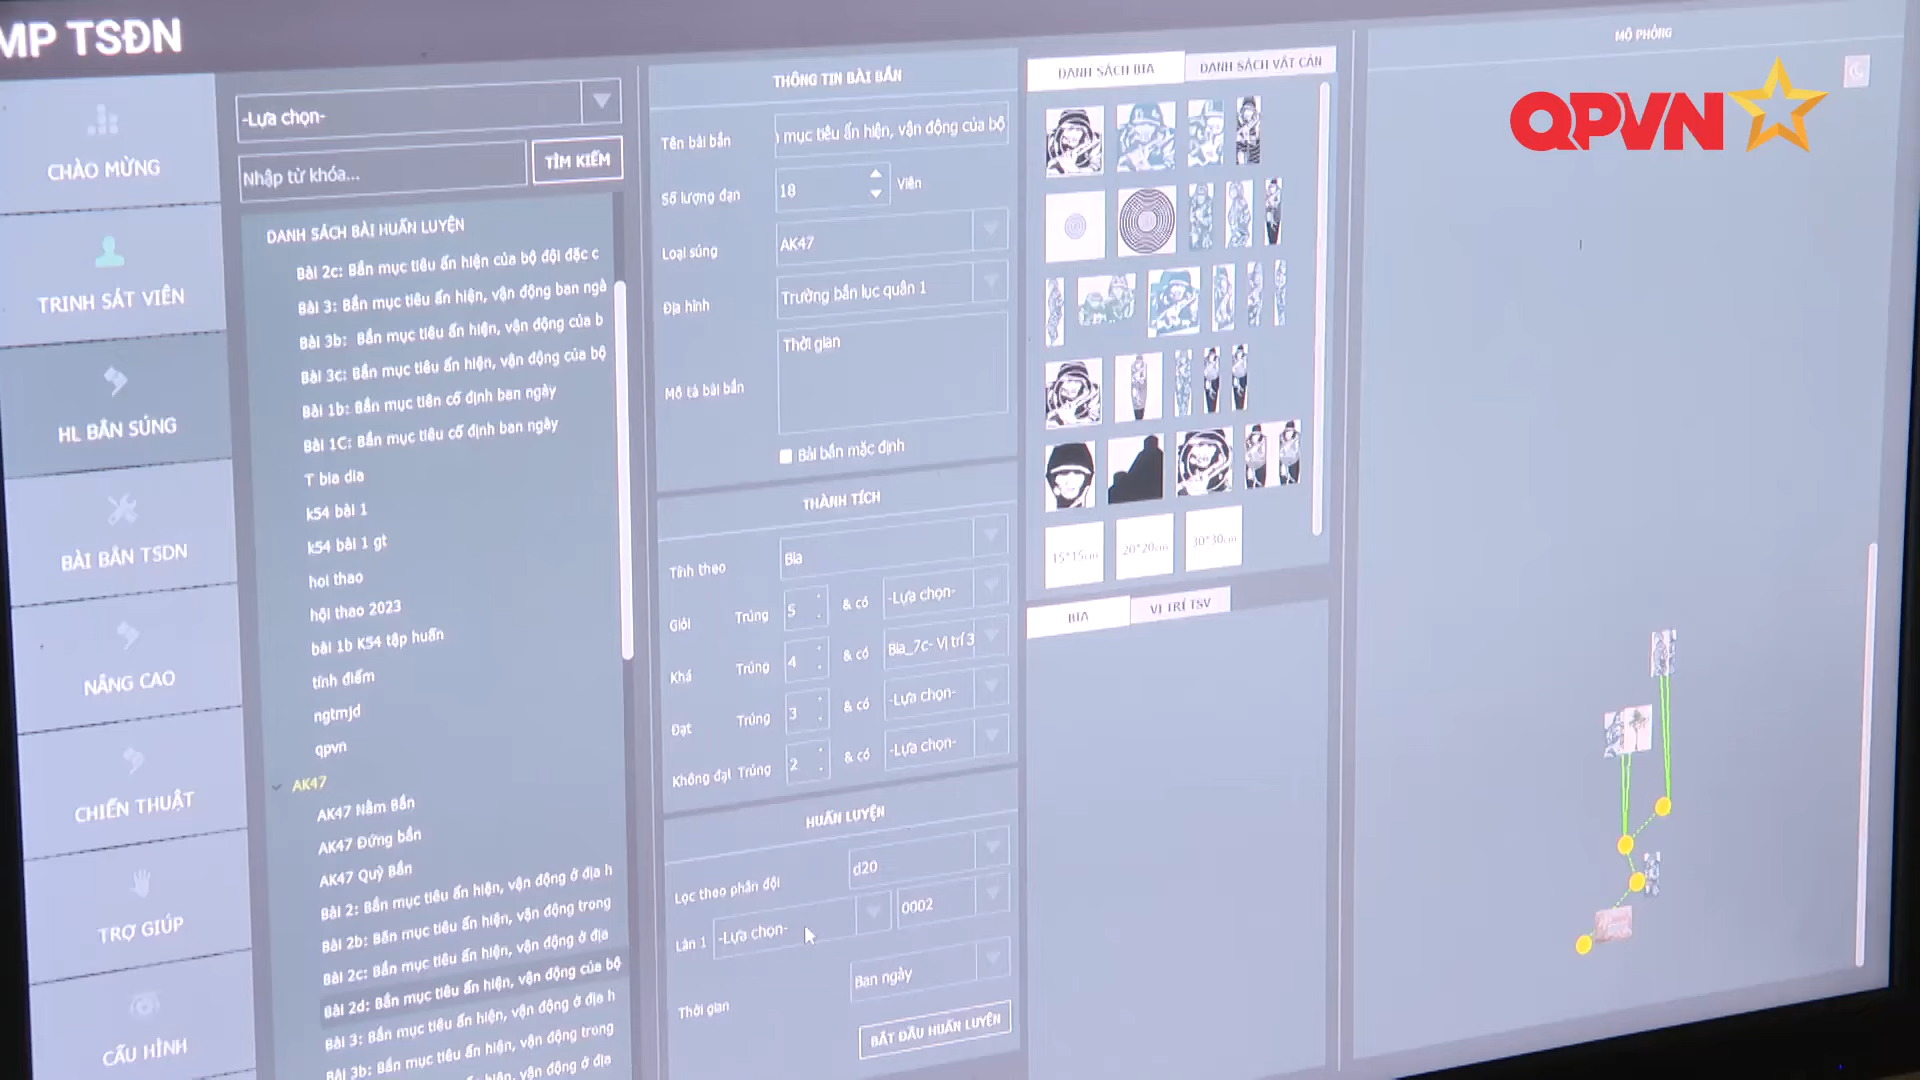 MP TSĐN
CHÀO MỪNG
TRINH SÁT VIÊN
HL BẮN SÚNG
BÀI BẮN TSDN
NÂNG CAO
CHIẾN THUẬT
TRỢ GIÚP
CẤU HÌNH
-Lựa chọn-
Nhập từ khóa...
TÌM KIẾM
DANH SÁCH BÀI HUẤN LUYỆN
Bài 2c: Bắn mục tiêu ẩn hiện của bộ đội đặc c
Bài 3: Bắn mục tiêu ẩn hiện, vận động ban ngà
Bài 3b: Bắn mục tiêu ẩn hiện, vận động của b
Bài 3c: Bắn mục tiêu ẩn hiện, vận động của bộ
Bài 1b: Bắn mục tiên cố định ban ngày
Bài 1C: Bắn mục tiêu cố định ban ngày
T bia dia
k54 bài 1
k54 bài 1 gt
hoi thao
hội thao 2023
bài 1b K54 tập huấn
tính điểm
ngtmjd
qpvn
AK47
AK47 Nằm Bắn
AK47 Đứng bắn
AK47 Quỳ Bắn
Bài 2: Bắn mục tiêu ẩn hiện, vận động ở địa h
Bài 2b: Bắn mục tiêu ẩn hiện, vận động trong
Bài 2c: Bắn mục tiêu ẩn hiện, vận động ở địa
Bài 2d: Bắn mục tiêu ẩn hiện, vận động của bộ
Bài 3: Bắn mục tiêu ẩn hiện, vận động ở địa h
Bài 3b: Bắn mục tiêu ẩn hiện, vận động trong
hiện, vận động ở địa
THÔNG TIN BÀI BẮN
Tên bài bắn
mục tiêu ẩn hiện, vận động của bộ
Số lượng đạn
18
Viên
Loại súng
AK47
Địa hình
Trường bắn lục quân 1
Mô tả bài bắn
Thời gian
Bài bắn mặc định
THÀNH TÍCH
Tính theo
Bia
Giỏi Trúng 5 & có -Lựa chọn-
Khá Trúng 4 & có Bia_7c- Vị trí 3
Đạt Trúng 3 & có -Lựa chọn-
Không đạt Trúng 2 & có -Lựa chọn-
HUẤN LUYỆN
Lọc theo phân đội
d20
Lần 1 -Lựa chọn- 0002
Thời gian
Ban ngày
BẮT ĐẦU HUẤN LUYỆN
DANH SÁCH BIA
DANH SÁCH VẬT CẢN
15*15cm
20*20cm
30*30cm
BIA
VỊ TRÍ TSV
MÔ PHỎNG
QPVN